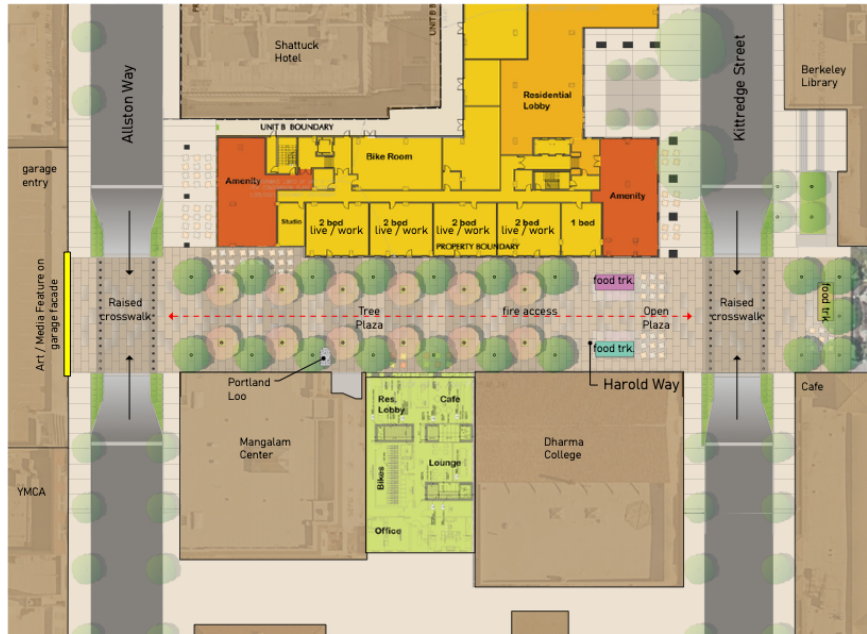 Shattuck
Hotel
Allston Way
Kittredge Street
Berkeley
Library
Residential
Lobby
UNIT B BOUNDARY
UNIT B
garage
entry
Bike Room
Amenity
Amenity
Studio
2 bed
live / work
2 bed
live / work
2 bed
live / work
2 bed
live / work
1 bed
PROPERTY BOUNDARY
Art / Media Feature on
garage facade
Raised
crosswalk
Tree
Plaza
fire access
food trk.
Open
Plaza
Raised
crosswalk
food trk.
food trk.
Harold Way
Portland
Loo
Cafe
Res.
Lobby
Cafe
Mangalam
Center
Dharma
College
Lounge
Bikes
Office
YMCA